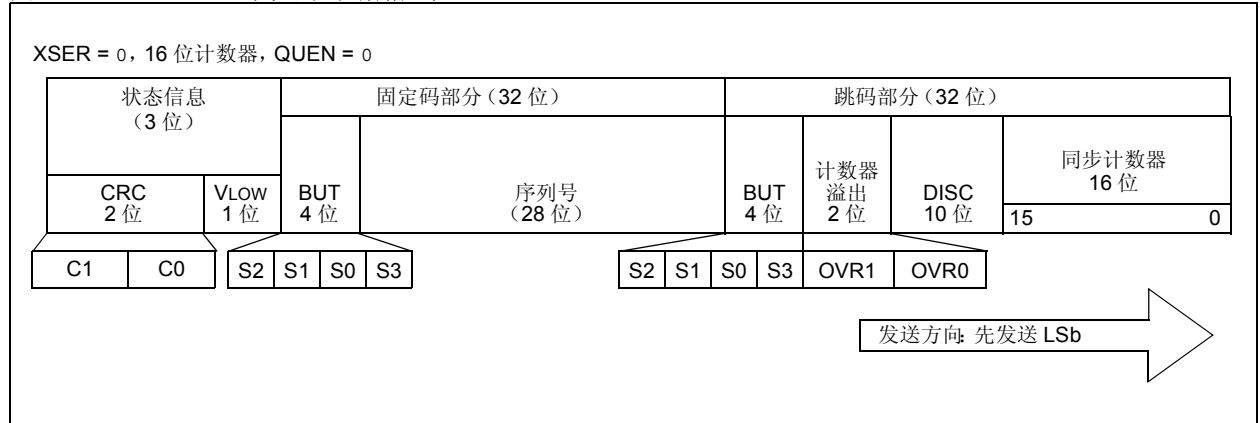 XSER = 0，16 位计数器，QUEN = 0
状态信息
（3 位）
固定码部分（32 位）
跳码部分（32 位）
CRC
2 位
VLOW
1 位
BUT
4 位
序列号
（28 位）
BUT
4 位
计数器
溢出
2 位
DISC
10 位
同步计数器
16 位
15 0
C1 C0
S2 S1 S0 S3
S2 S1 S0 S3 OVR1 OVR0
发送方向：先发送 LSb